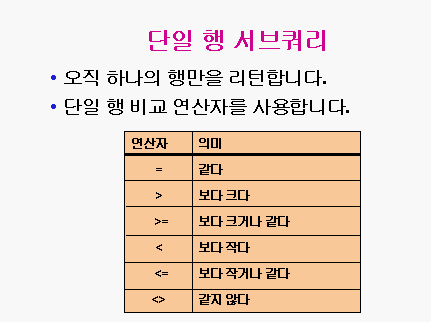 단일 행 서브쿼리
• 오직 하나의 행만을 리턴합니다.
• 단일 행 비교 연산자를 사용합니다.
연산자 의미
= 같다
> 보다 크다
>= 보다 크거나 같다
< 보다 작다
<= 보다 작거나 같다
<> 같지 않다